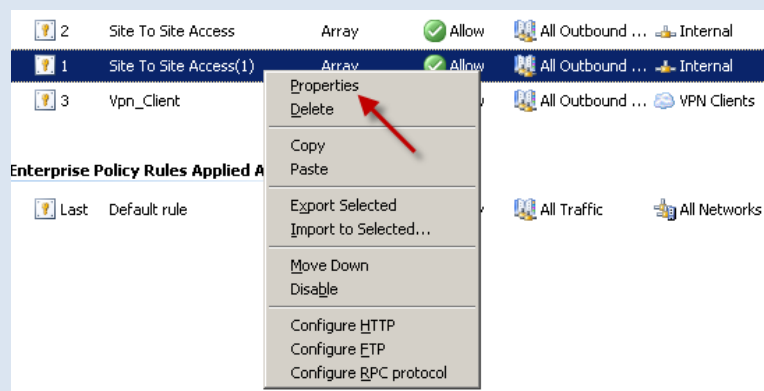 2 Site To Site Access Array Allow All Outbound ... Internal
1 Site To Site Access(1) Array Allow All Outbound ... Internal
Properties
3 Vpn_Client All Outbound ... VPN Clients
Delete
Copy
Paste
Enterprise Policy Rules Applied A
Export Selected
Last Default rule All Traffic All Networks
Import to Selected...
Move Down
Disable
Configure HTTP
Configure FTP
Configure RPC protocol